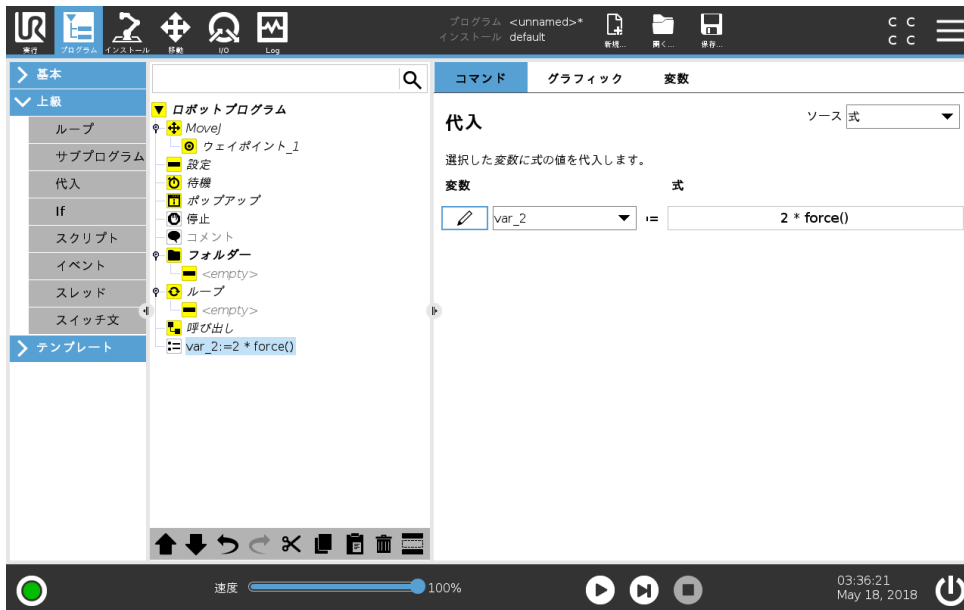 UR
実行
プログラム
インストール
移動
I/O
Log
プログラム <unnamed>*
インストール default
新規...
開く...
保存...
C C
C C
基本
上級
ループ
サブプログラム
代入
If
スクリプト
イベント
スレッド
スイッチ文
テンプレート
ロボットプログラム
MoveJ
ウェイポイント_1
設定
待機
ポップアップ
停止
コメント
フォルダー
<empty>
ループ
<empty>
呼び出し
var_2:=2 * force()
コマンド グラフィック 変数
代入
ソース 式
選択した変数に式の値を代入します。
変数 式
var_2 := 2 * force()
速度 100%
03:36:21
May 18, 2018